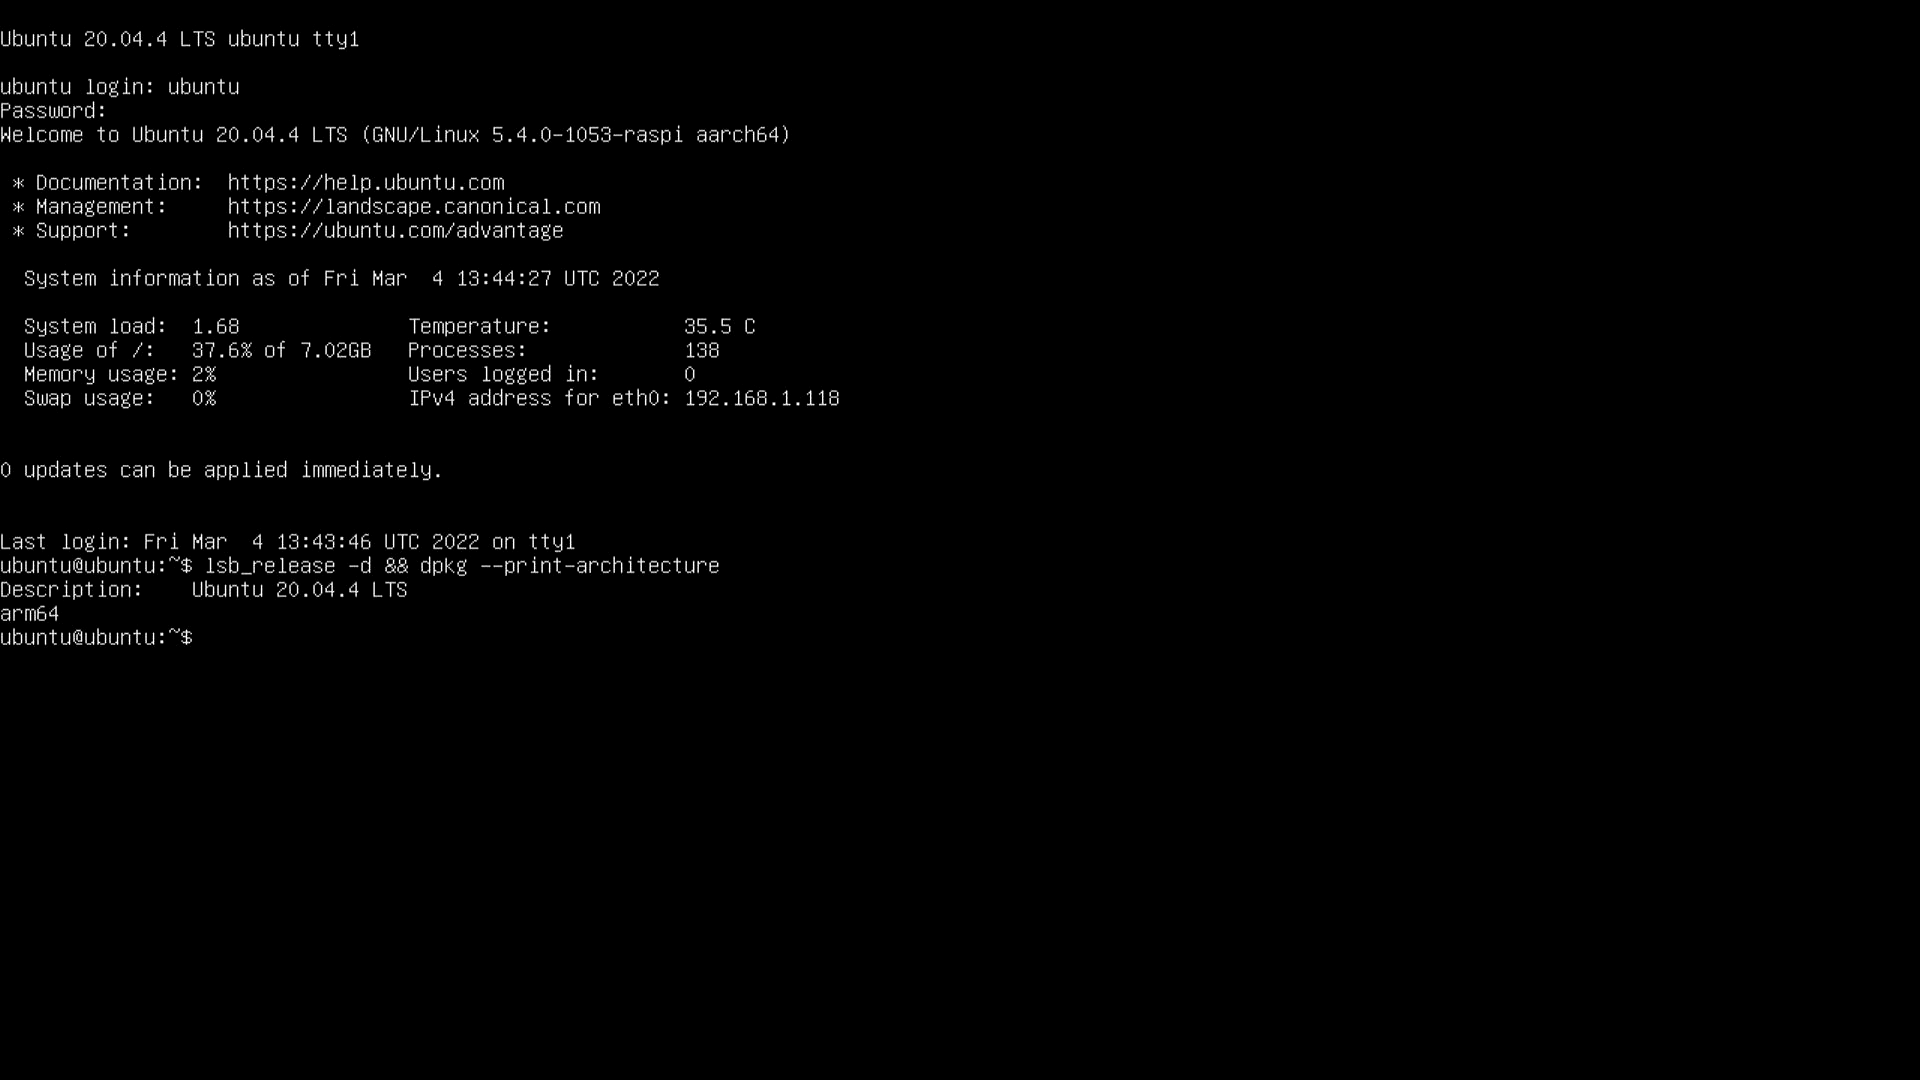 Ubuntu 20.04.4 LTS ubuntu tty1
ubuntu login: ubuntu
Password:
Welcome to Ubuntu 20.04.4 LTS (GNU/Linux 5.4.0-1053-raspi aarch64)
* Documentation:  https://help.ubuntu.com
* Management:     https://landscape.canonical.com
* Support:        https://ubuntu.com/advantage
System information as of Fri Mar  4 13:44:27 UTC 2022
System load:  1.68              Temperature:           35.5 C
Usage of /:   37.6% of 7.02GB   Processes:             138
Memory usage: 2%                Users logged in:       0
Swap usage:   0%                IPv4 address for eth0: 192.168.1.118
0 updates can be applied immediately.
Last login: Fri Mar  4 13:43:46 UTC 2022 on tty1
ubuntu@ubuntu:~$ lsb_release -d && dpkg --print-architecture
Description:    Ubuntu 20.04.4 LTS
arm64
ubuntu@ubuntu:~$